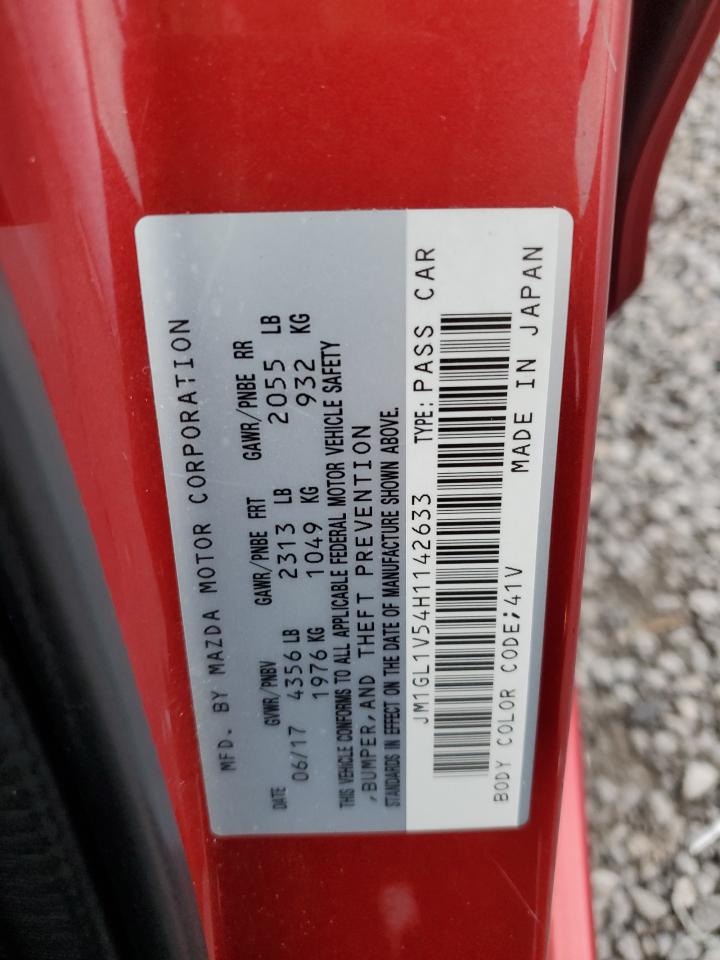 MFD. BY MAZDA MOTOR CORPORATION
DATE GVWR/PNBV GAWR/PNBE FRT GAWR/PNBE RR
06/17 4356 LB 2313 LB 2055 LB
1976 KG 1049 KG 932 KG
THIS VEHICLE CONFORMS TO ALL APPLICABLE FEDERAL MOTOR VEHICLE SAFETY
,BUMPER,AND THEFT PREVENTION
STANDARDS IN EFFECT ON THE DATE OF MANUFACTURE SHOWN ABOVE.
JM1GL1V54H1142633 TYPE: PASS CAR
BODY COLOR CODE;41V MADE IN JAPAN